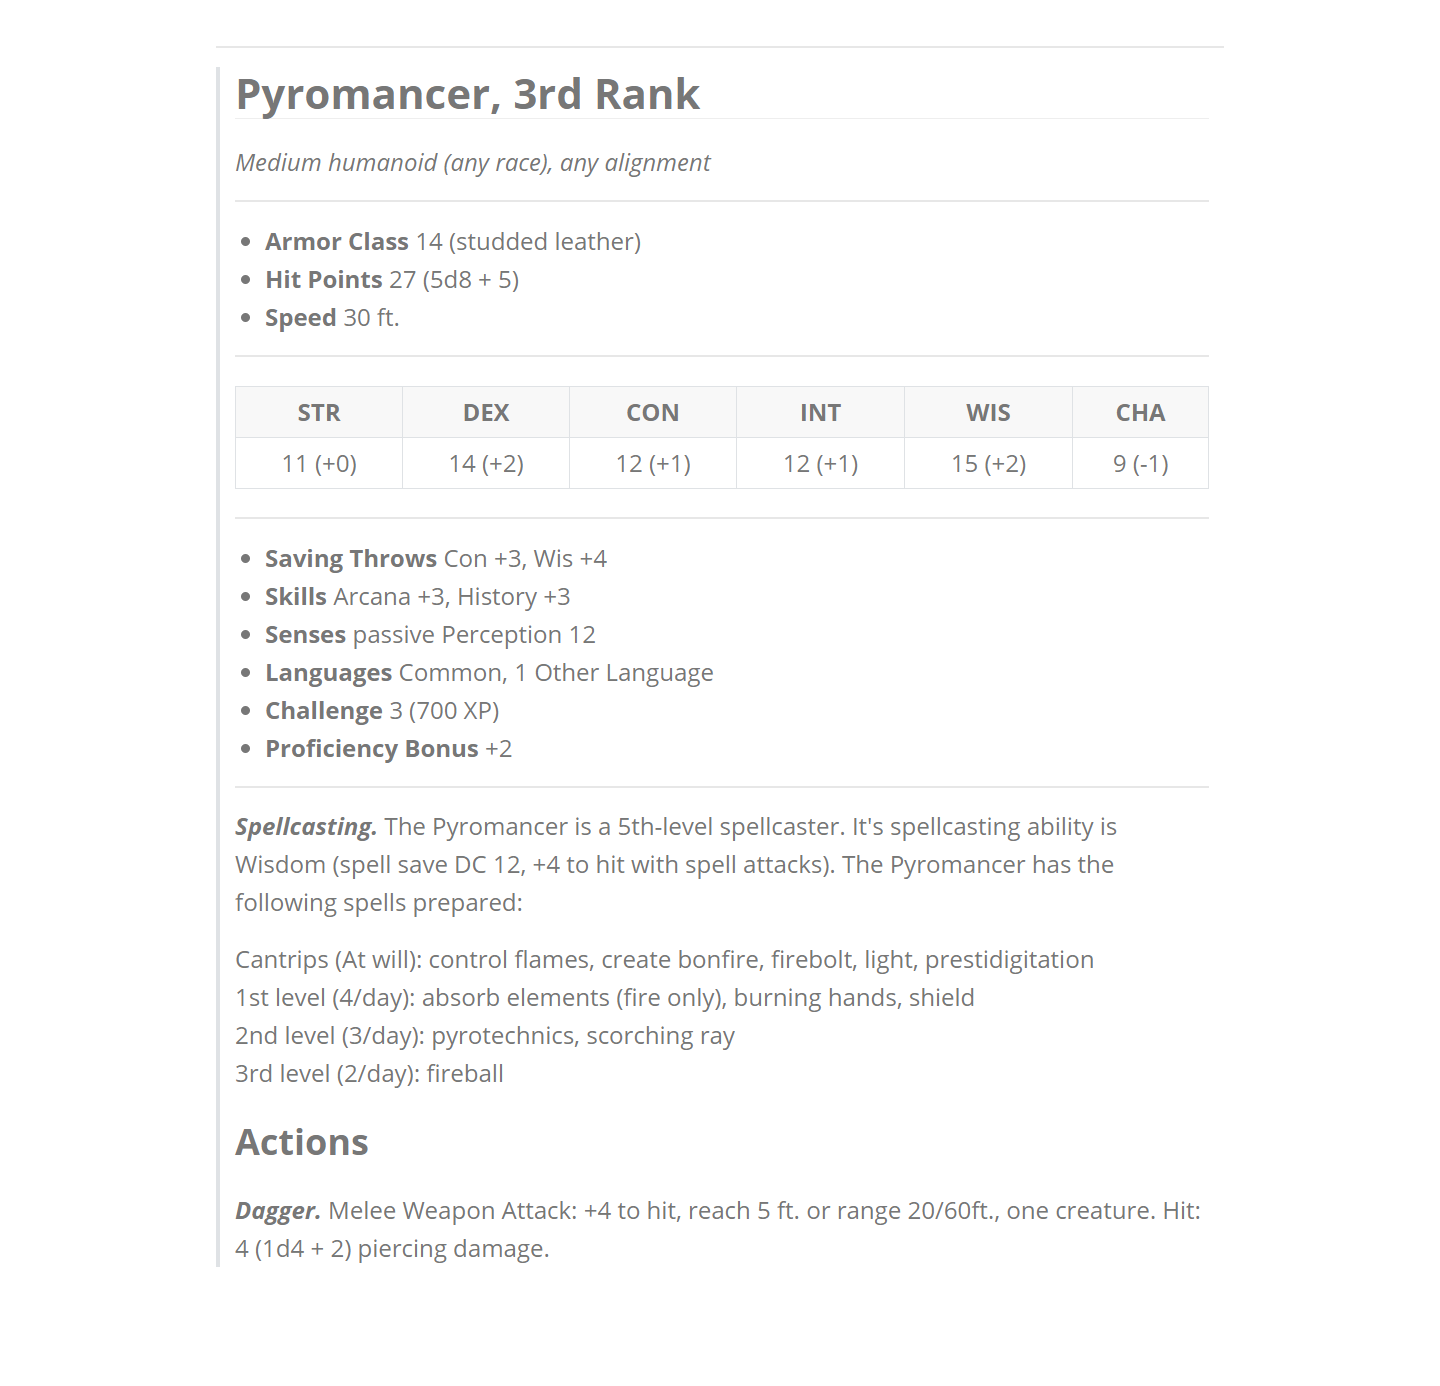 Pyromancer, 3rd Rank
Medium humanoid (any race), any alignment
Armor Class 14 (studded leather)
Hit Points 27 (5d8 + 5)
Speed 30 ft.
STR DEX CON INT WIS CHA
11 (+0) 14 (+2) 12 (+1) 12 (+1) 15 (+2) 9 (-1)
Saving Throws Con +3, Wis +4
Skills Arcana +3, History +3
Senses passive Perception 12
Languages Common, 1 Other Language
Challenge 3 (700 XP)
Proficiency Bonus +2
Spellcasting. The Pyromancer is a 5th-level spellcaster. It's spellcasting ability is
Wisdom (spell save DC 12, +4 to hit with spell attacks). The Pyromancer has the
following spells prepared:
Cantrips (At will): control flames, create bonfire, firebolt, light, prestidigitation
1st level (4/day): absorb elements (fire only), burning hands, shield
2nd level (3/day): pyrotechnics, scorching ray
3rd level (2/day): fireball
Actions
Dagger. Melee Weapon Attack: +4 to hit, reach 5 ft. or range 20/60ft., one creature. Hit:
4 (1d4 + 2) piercing damage.